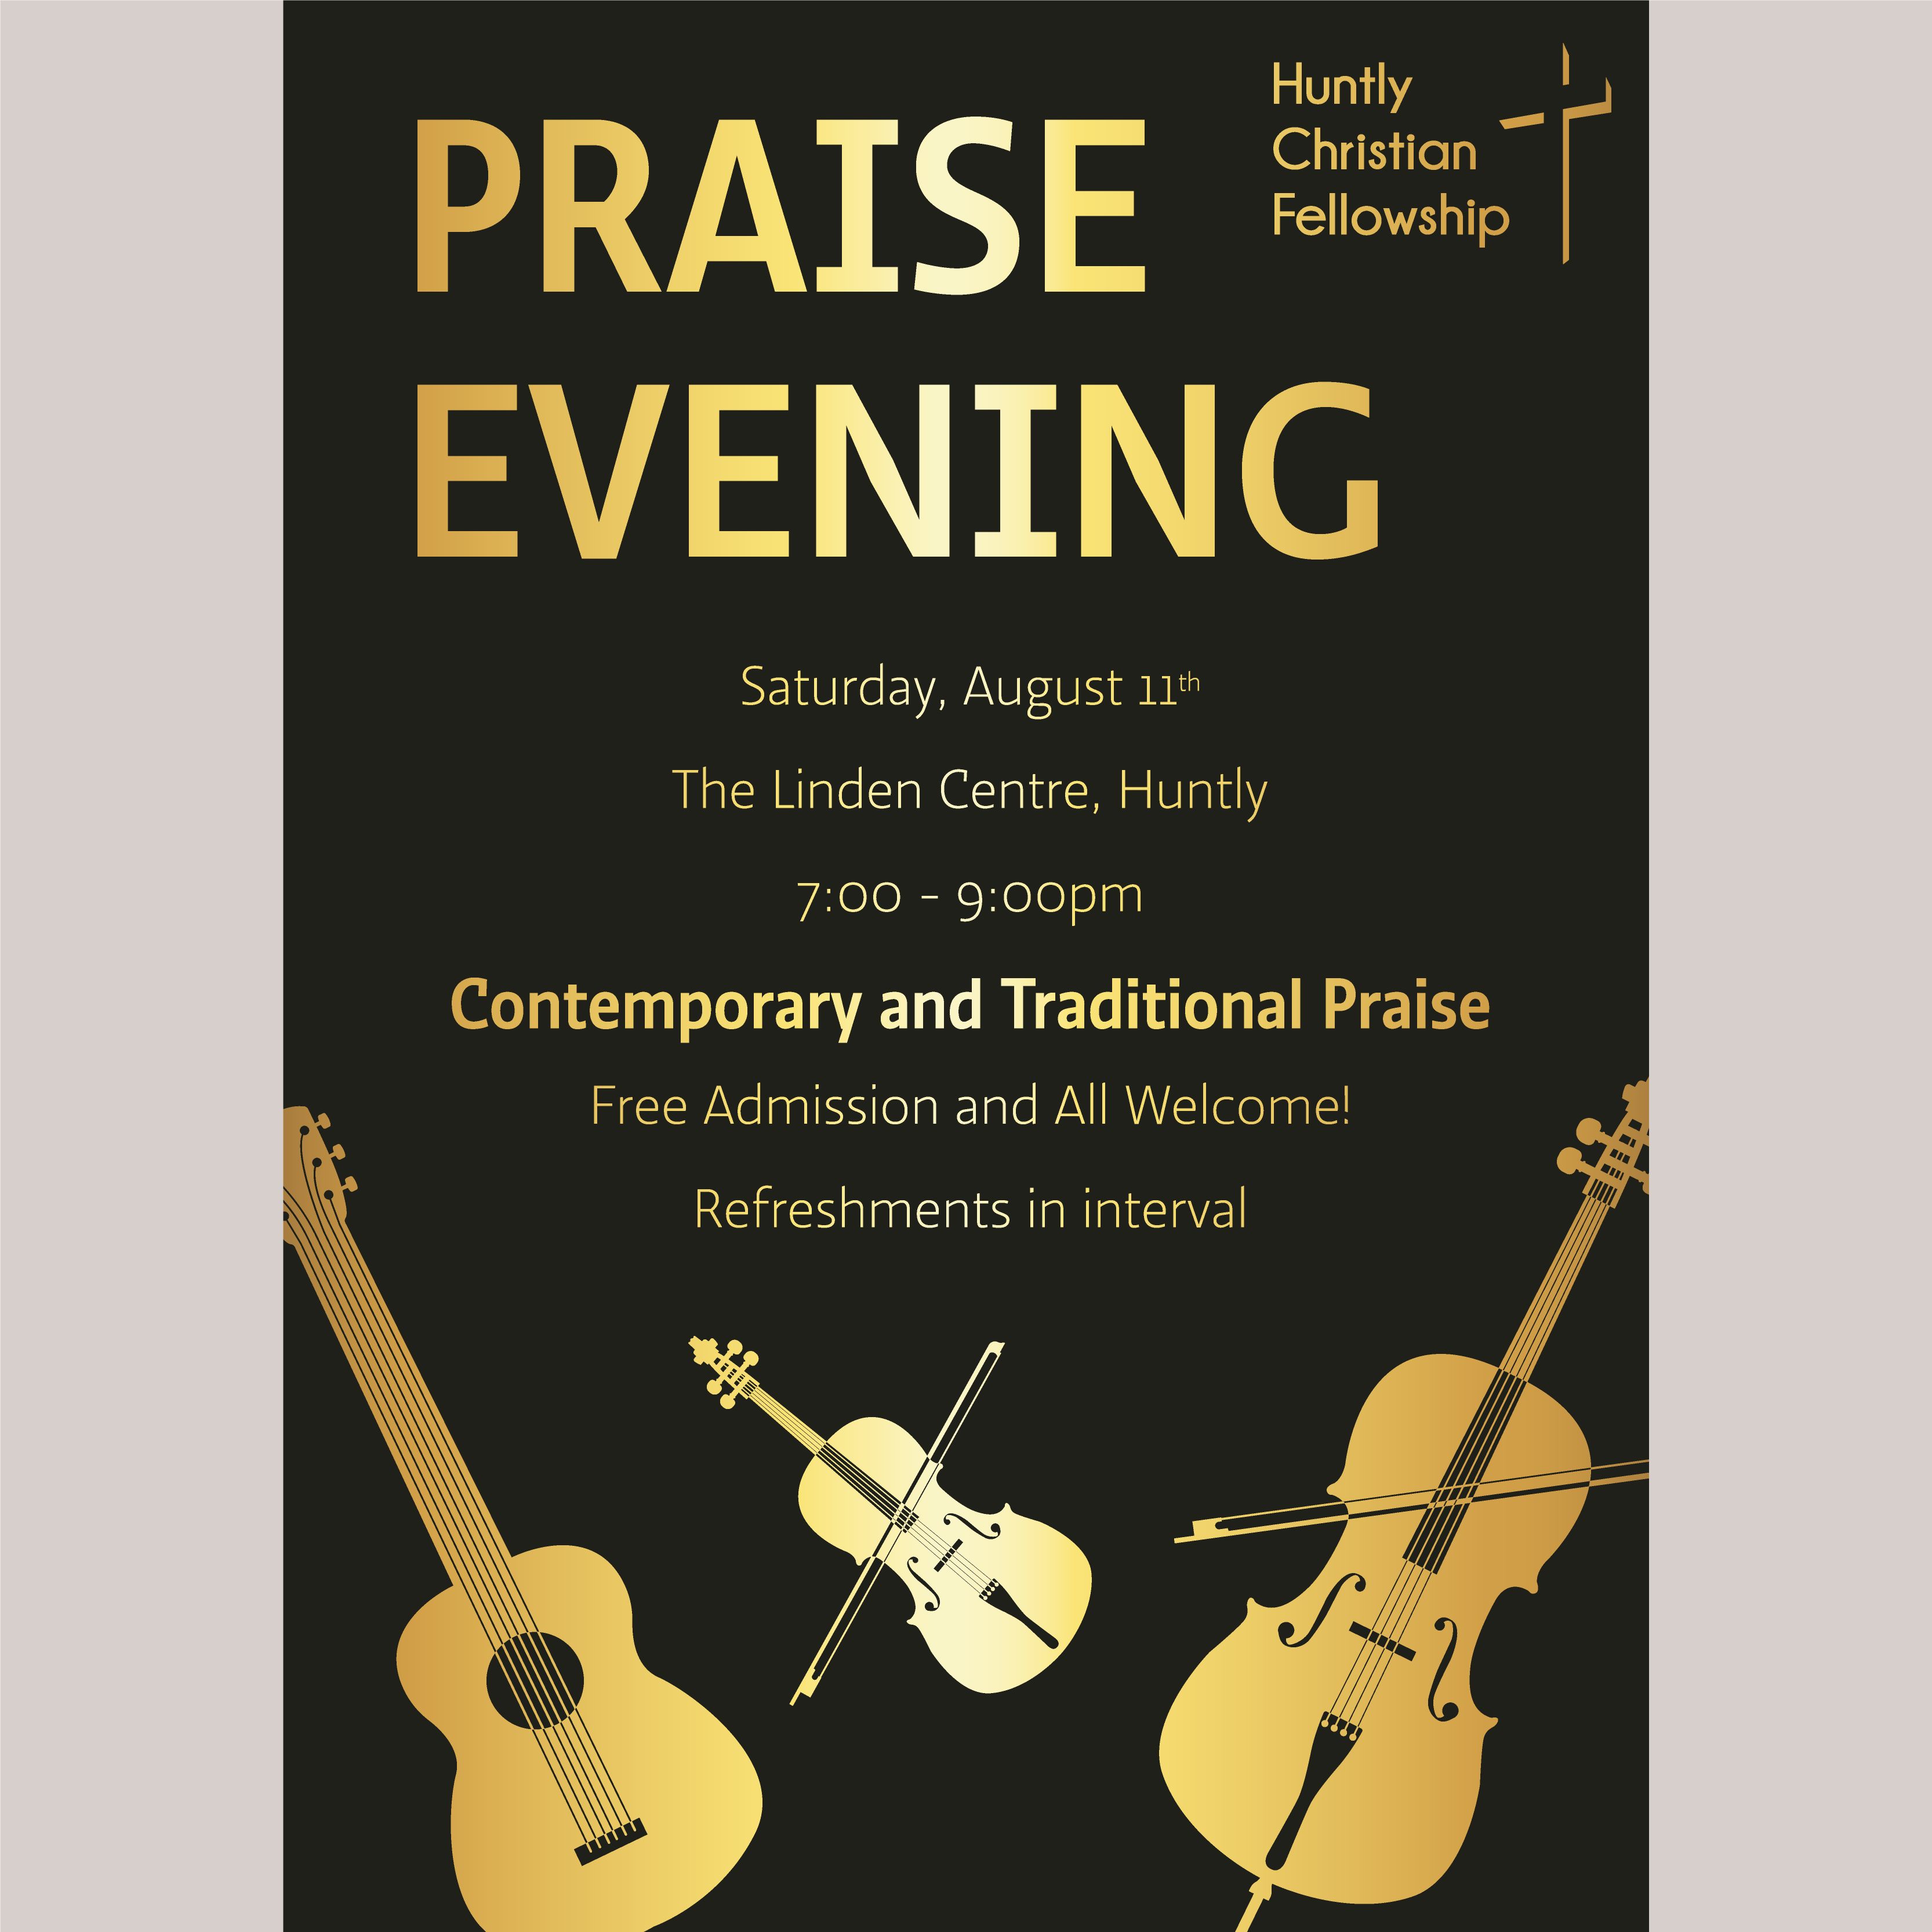 Huntly
Christian
Fellowship
PRAISE
EVENING
Saturday, August 11th
The Linden Centre, Huntly
7:00 - 9:00pm
Contemporary and Traditional Praise
Free Admission and All Welcome!
Refreshments in interval